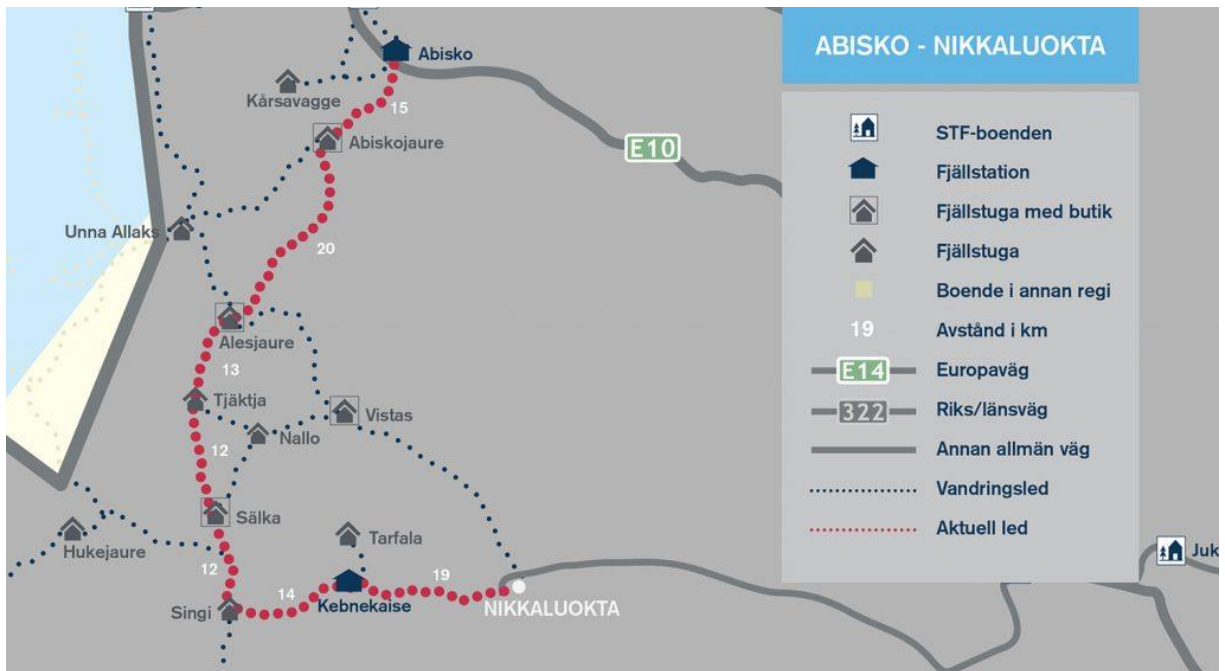 Abisko
Kårsavagge
15
Abiskojaure
E10
Unna Allaks
20
Alesjaure
13
Tjäktja
Vistas
Nallo
12
Sälka
Hukejaure
Tarfala
12
14
19
Kebnekaise
NIKKALUOKTA
Singi
ABISKO - NIKKALUOKTA
STF-boenden
Fjällstation
Fjällstuga med butik
Fjällstuga
Boende i annan regi
19 Avstånd i km
E14 Europaväg
322 Riks/länsväg
Annan allmän väg
Vandringsled
Aktuell led
Juk